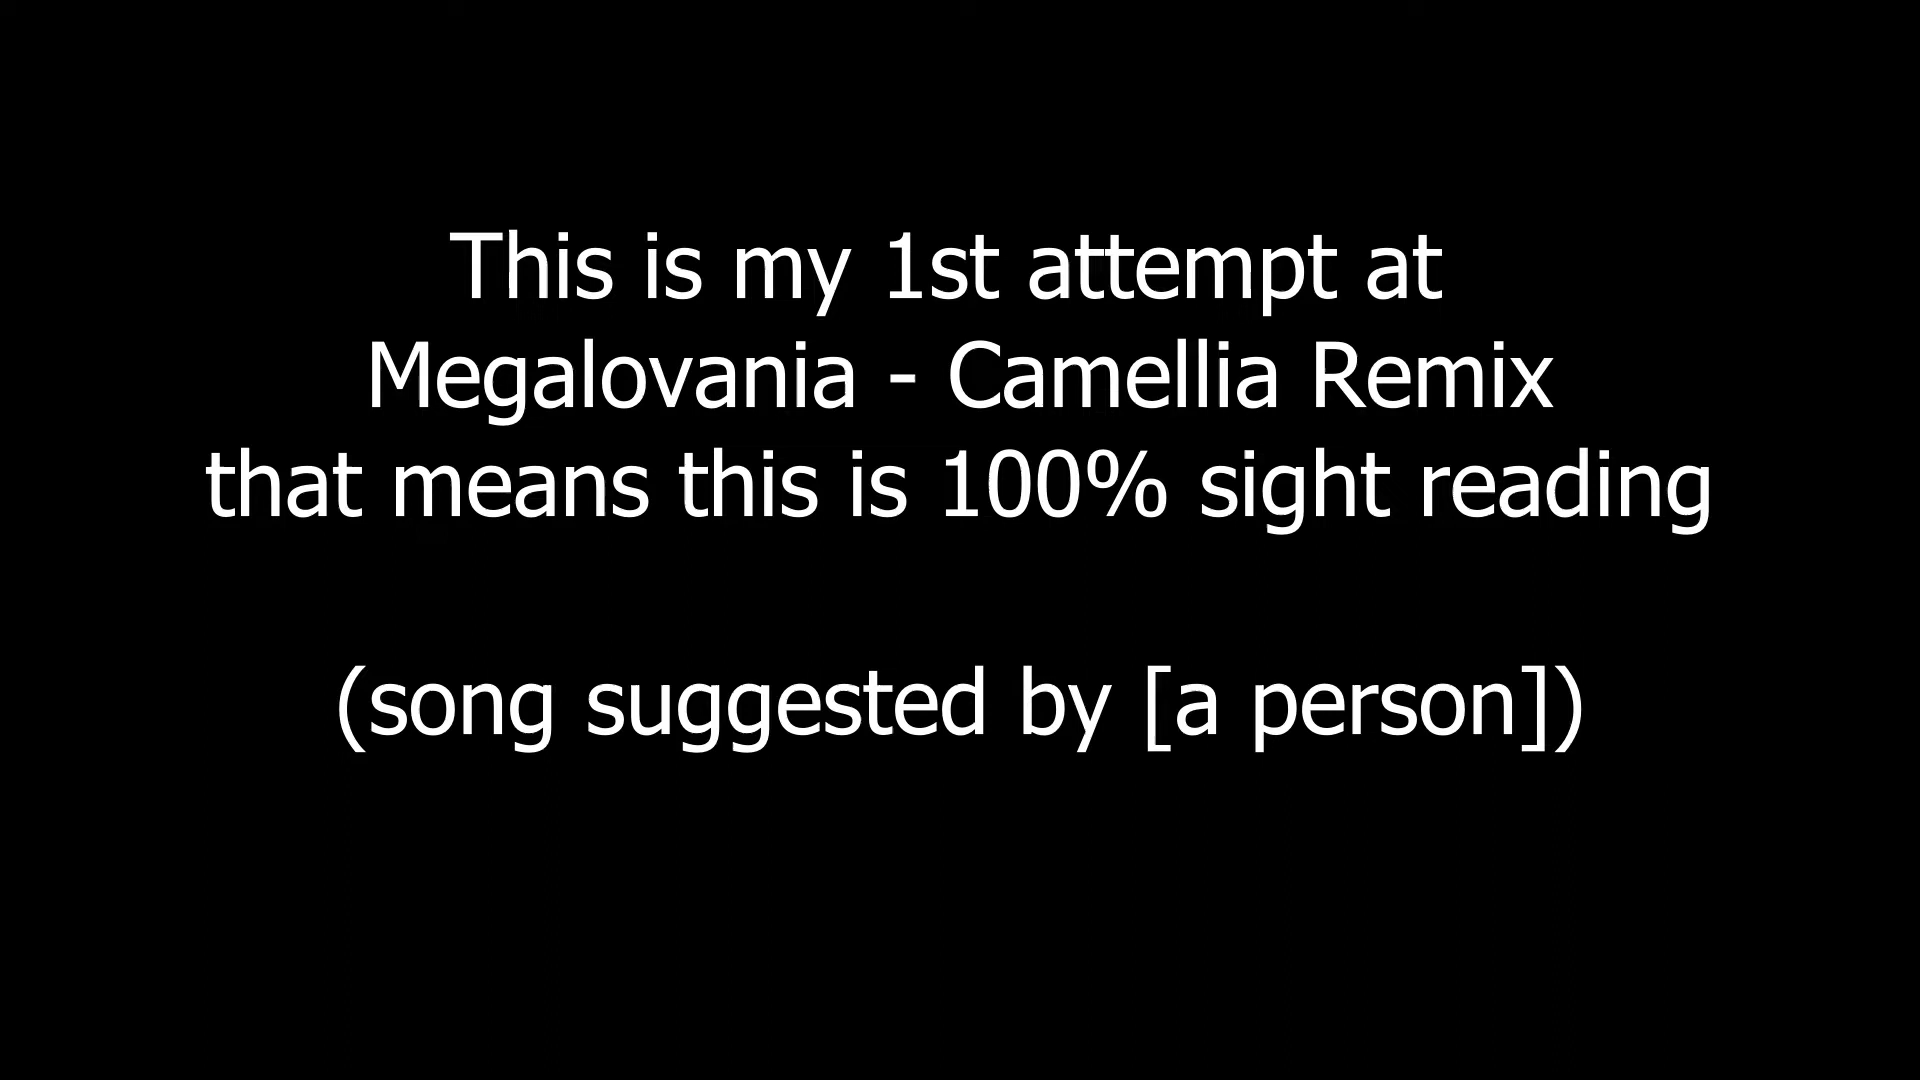 This is my 1st attempt at
Megalovania - Camellia Remix
that means this is 100% sight reading
(song suggested by [a person])